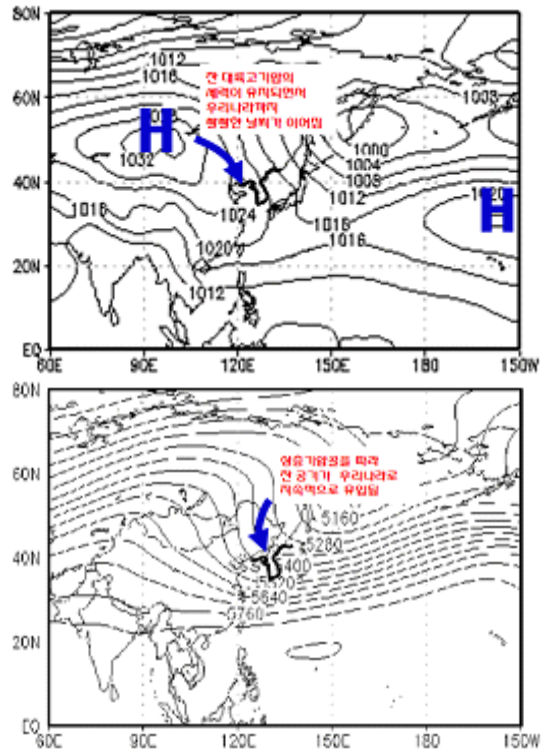 80N
1012
1016
찬 대륙고기압의
세력이 유지되면서
우리나라까지
쌀쌀한 날씨가 이어짐
60N
1008
H
1032
1000
1004
1008
1012
40N
1016
1024
1020
H
1016
1020
1016
20N
1012
EQ
60E
90E
120E
150E
180
150W
80N
상층기압골을 따라
찬 공기가 우리나라로
지속적으로 유입됨
60N
5160
5280
40N
5400
5520
5640
5760
20N
EQ
60E
90E
120E
150E
180
150W